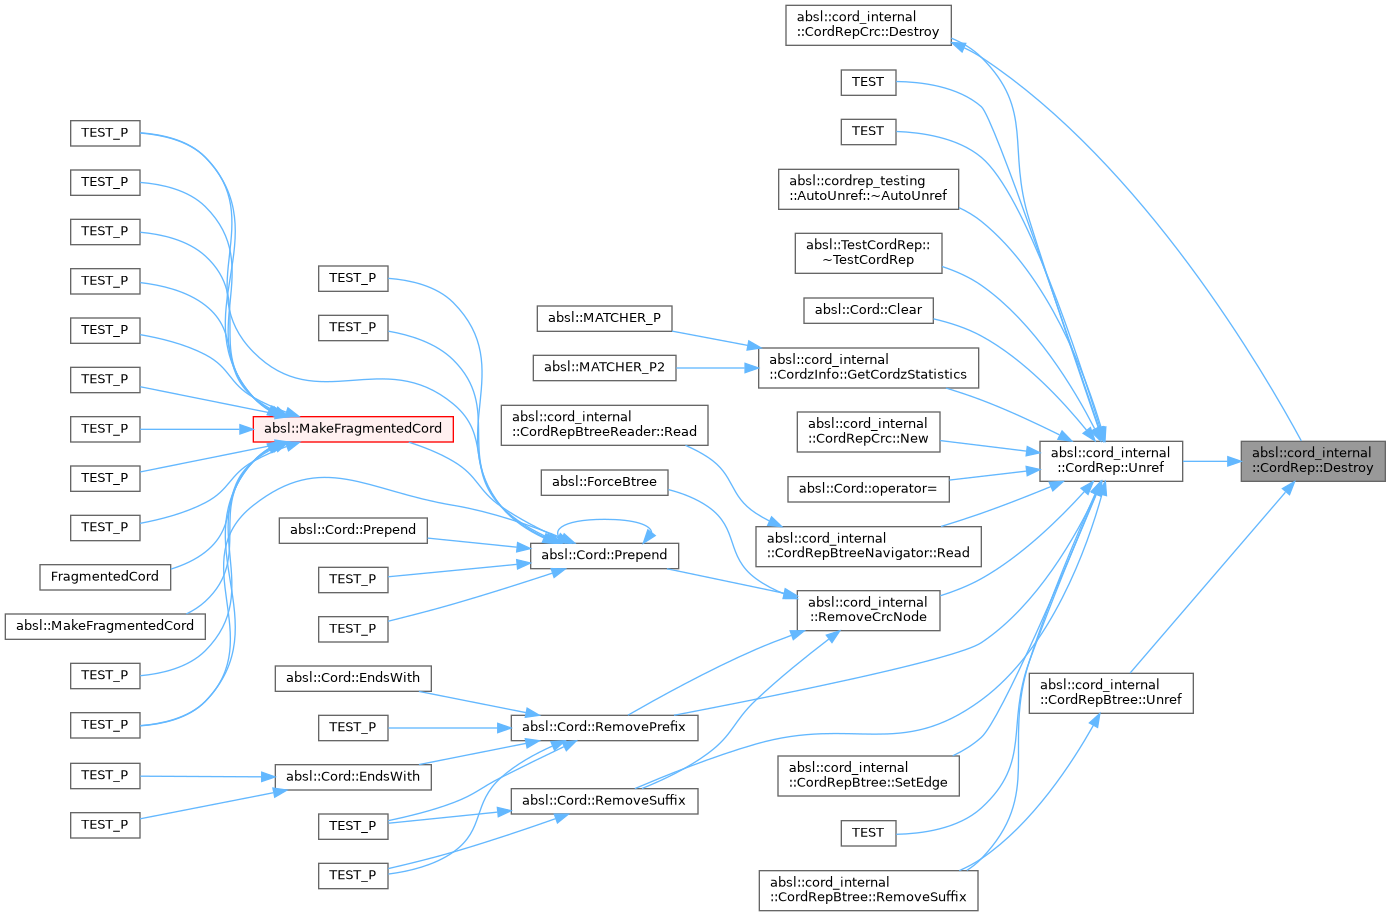 absl::cord_internal
::CordRepCrc::Destroy
TEST
TEST
absl::cordrep_testing
::AutoUnref::~AutoUnref
absl::TestCordRep::
~TestCordRep
absl::Cord::Clear
absl::cord_internal
::CordzInfo::GetCordzStatistics
absl::cord_internal
::CordRepCrc::New
absl::Cord::operator=
absl::cord_internal
::CordRepBtreeNavigator::Read
absl::cord_internal
::RemoveCrcNode
absl::cord_internal
::CordRepBtree::SetEdge
TEST
absl::cord_internal
::CordRepBtree::RemoveSuffix
absl::cord_internal
::CordRep::Unref
absl::cord_internal
::CordRep::Destroy
absl::cord_internal
::CordRepBtree::Unref
absl::MATCHER_P
absl::MATCHER_P2
absl::cord_internal
::CordRepBtreeReader::Read
absl::ForceBtree
absl::Cord::Prepend
absl::Cord::RemovePrefix
absl::Cord::RemoveSuffix
TEST_P
TEST_P
absl::MakeFragmentedCord
absl::Cord::Prepend
TEST_P
TEST_P
absl::Cord::EndsWith
TEST_P
absl::Cord::EndsWith
TEST_P
TEST_P
TEST_P
TEST_P
TEST_P
TEST_P
TEST_P
TEST_P
TEST_P
TEST_P
TEST_P
FragmentedCord
absl::MakeFragmentedCord
TEST_P
TEST_P
TEST_P
TEST_P